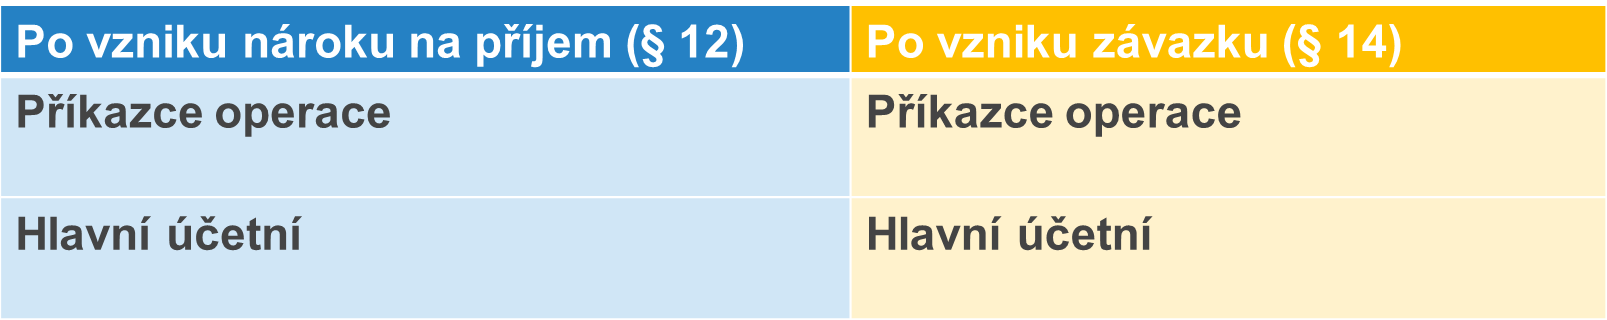 Po vzniku nároku na příjem (§ 12)
Po vzniku závazku (§ 14)
Příkazce operace
Příkazce operace
Hlavní účetní
Hlavní účetní